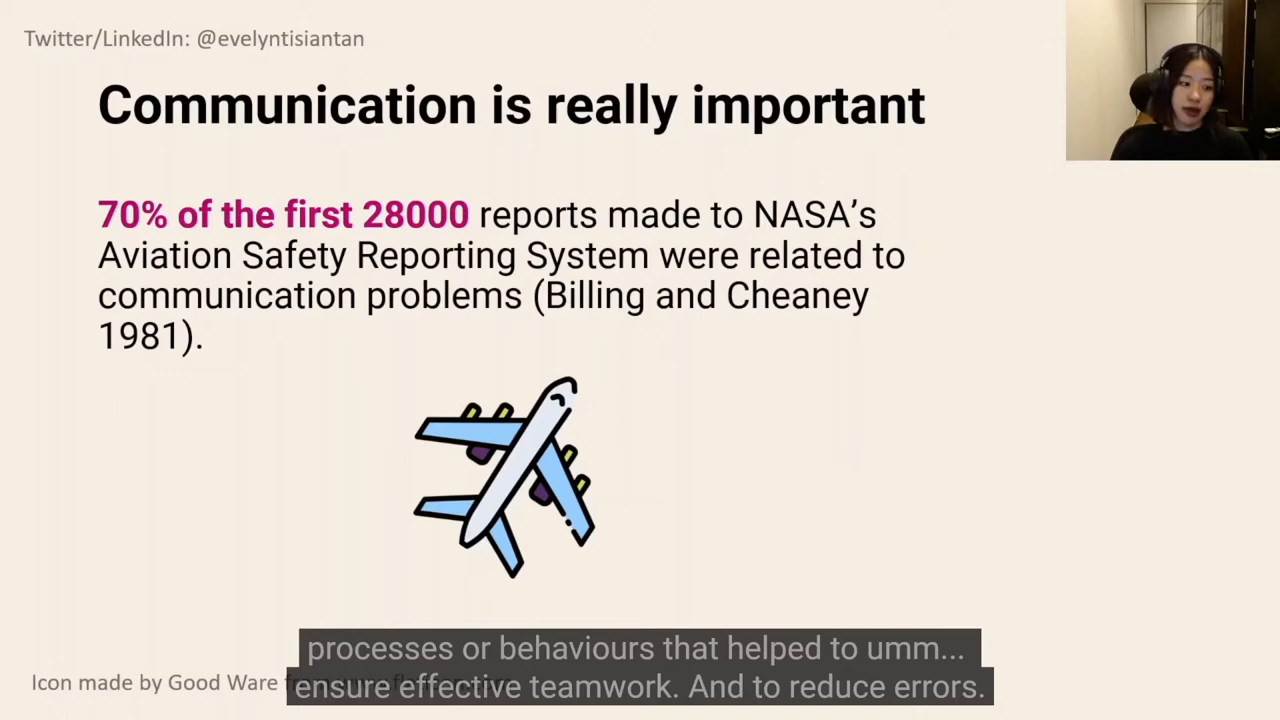 Twitter/LinkedIn: @evelyntisiantan
Communication is really important
70% of the first 28000 reports made to NASA’s
Aviation Safety Reporting System were related to
communication problems (Billing and Cheaney
1981).
processes or behaviours that helped to umm...
ensure effective teamwork. And to reduce errors.
Icon made by Good Ware